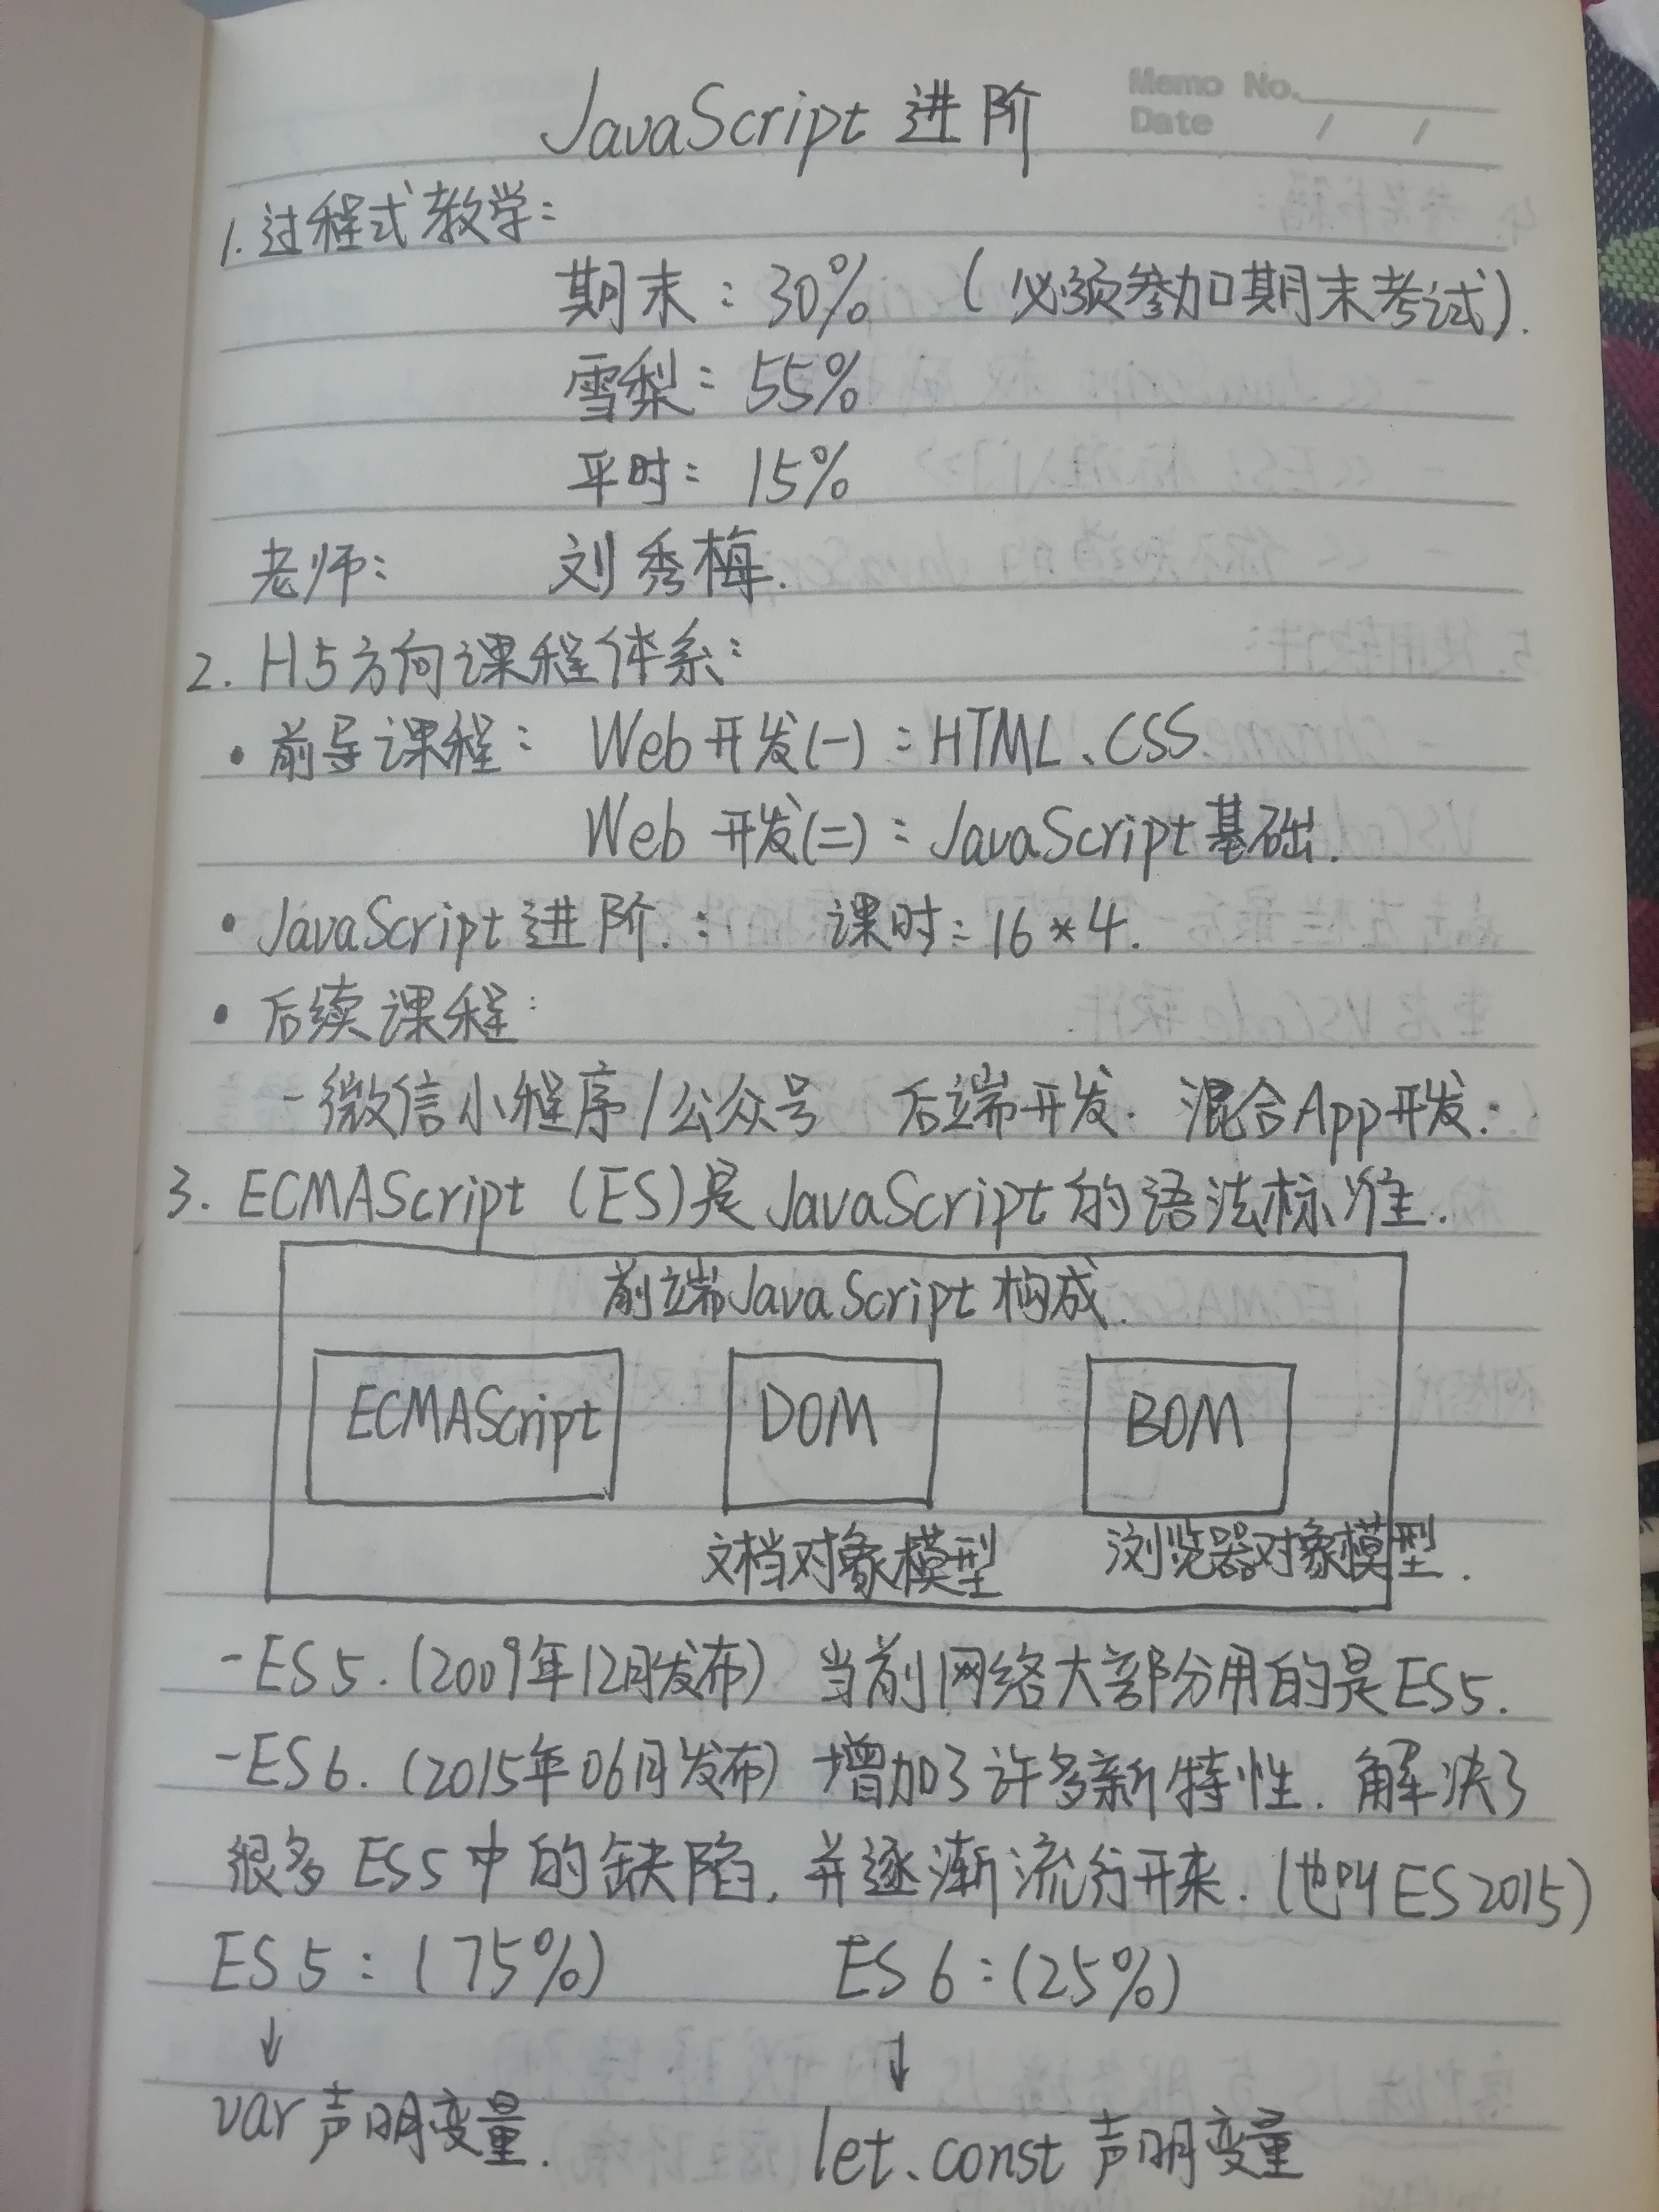 Memo No.
Date / /
JavaScript 进阶
1. 过程式教学:
期末: 30% (必须参加期末考试).
雪梨: 55%
平时: 15%
老师: 刘秀梅.
2. H5方向课程体系:
• 前导课程: Web开发(一): HTML、CSS
Web 开发(二): JavaScript基础.
• JavaScript进阶.: 课时: 16*4.
• 后续课程:
- 微信小程序/公众号 后端开发. 混合App开发.
3. ECMAScript (ES)是JavaScript的语法标准.
前端JavaScript构成.
ECMAScript DOM BOM
文档对象模型 浏览器对象模型.
- ES5. (2009年12月发布) 当前网络大部分用的是ES5.
- ES6. (2015年06月发布) 增加了许多新特性. 解决了
很多ES5中的缺陷, 并逐渐流行开来. (也叫ES2015)
ES5: (75%) ES6: (25%)
↓ ↓
var 声明变量. let、const 声明变量